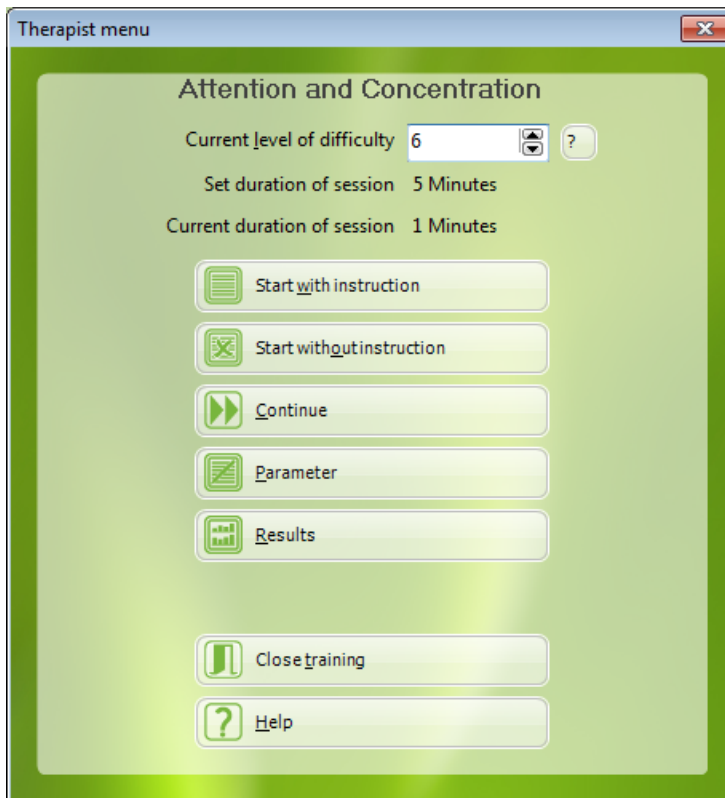 Therapist menu
Attention and Concentration
Current level of difficulty 6 ?
Set duration of session 5 Minutes
Current duration of session 1 Minutes
Start with instruction
Start without instruction
Continue
Parameter
Results
Close training
? Help